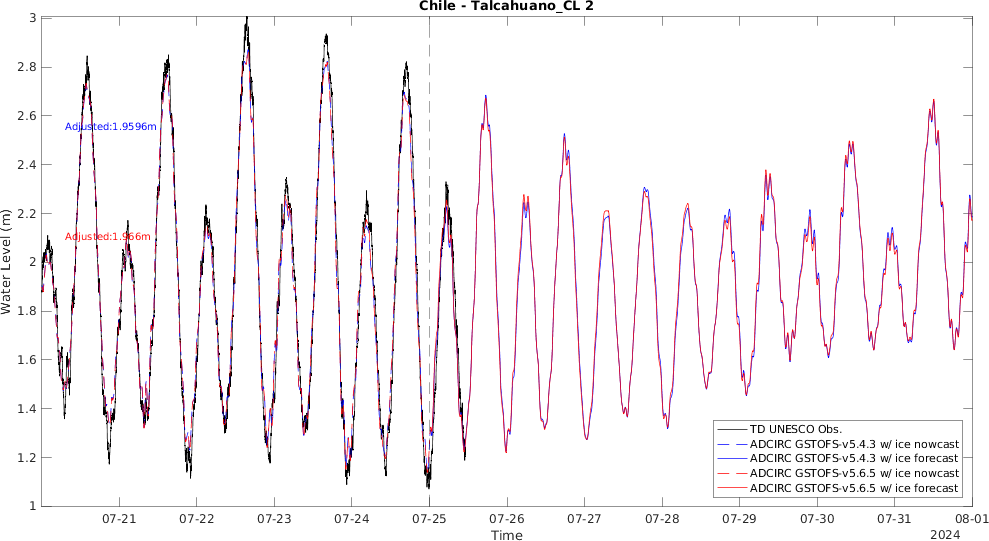 Chile - Talcahuano_CL 2
Water Level (m)
3
2.8
2.6
2.4
2.2
2
1.8
1.6
1.4
1.2
1
Adjusted:1.9596m
Adjusted:1.966m
TD UNESCO Obs.
ADCIRC GSTOFS-v5.4.3 w/ ice nowcast
ADCIRC GSTOFS-v5.4.3 w/ ice forecast
ADCIRC GSTOFS-v5.6.5 w/ ice nowcast
ADCIRC GSTOFS-v5.6.5 w/ ice forecast
07-21 07-22 07-23 07-24 07-25 07-26 07-27 07-28 07-29 07-30 07-31 08-01
Time
2024